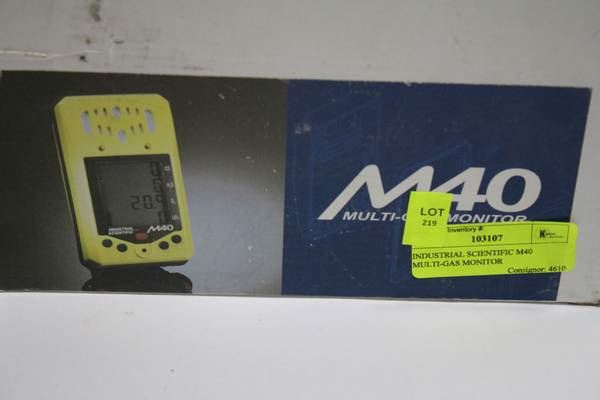 20.9
INDUSTRIAL
SCIENTIFIC
M40
M40
MULTI-G MONITOR
LOT
219
Inventory #:
103107
K
INDUSTRIAL SCIENTIFIC M40
MULTI-GAS MONITOR
Consignor: 4610